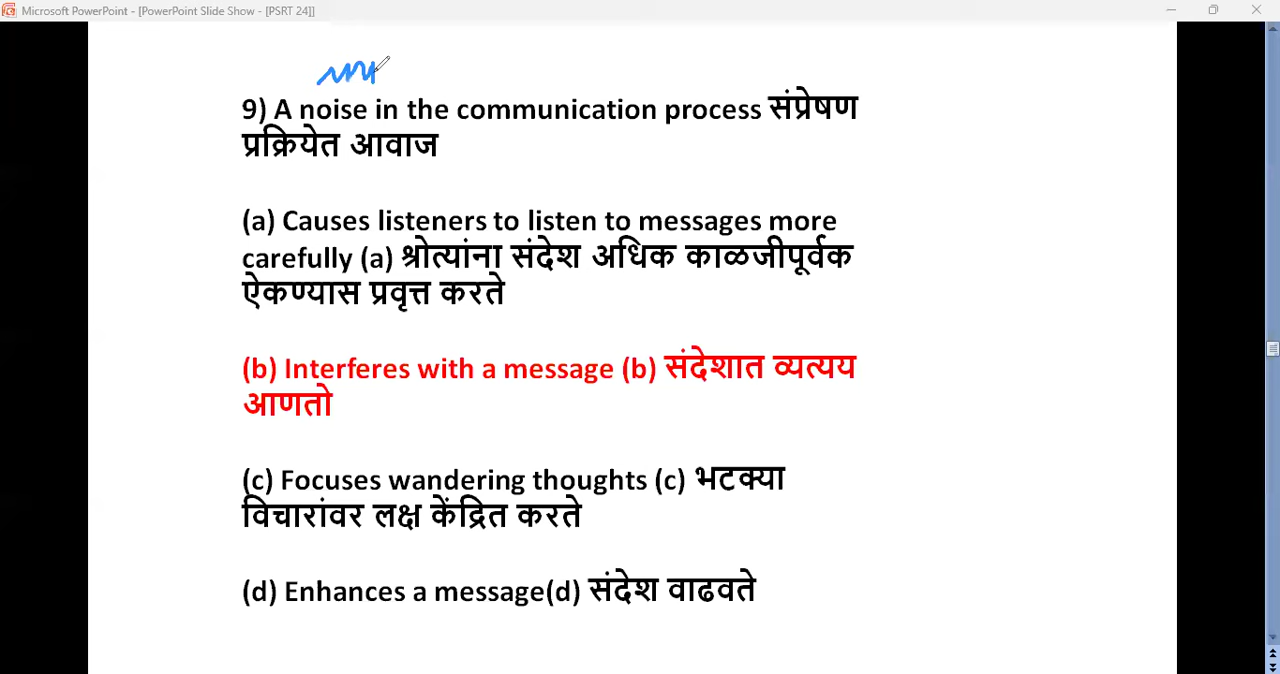 Microsoft PowerPoint - [PowerPoint Slide Show - [PSRT 24]]
9) A noise in the communication process संप्रेषण
प्रक्रियेत आवाज
(a) Causes listeners to listen to messages more
carefully (a) श्रोत्यांना संदेश अधिक काळजीपूर्वक
ऐकण्यास प्रवृत्त करते
(b) Interferes with a message (b) संदेशात व्यत्यय
आणतो
(c) Focuses wandering thoughts (c) भटक्या
विचारांवर लक्ष केंद्रित करते
(d) Enhances a message(d) संदेश वाढवते